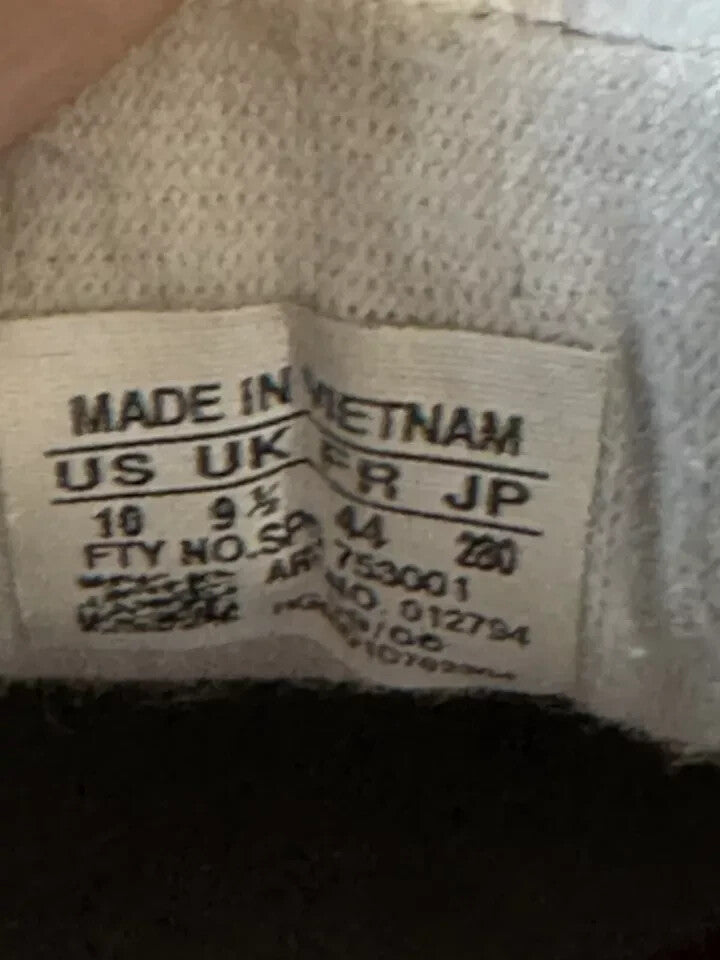 MADE IN VIETNAM
US UK FR JP
10 9½ 44 280
FTY NO. SP 753001
ART NO. 012794
/06